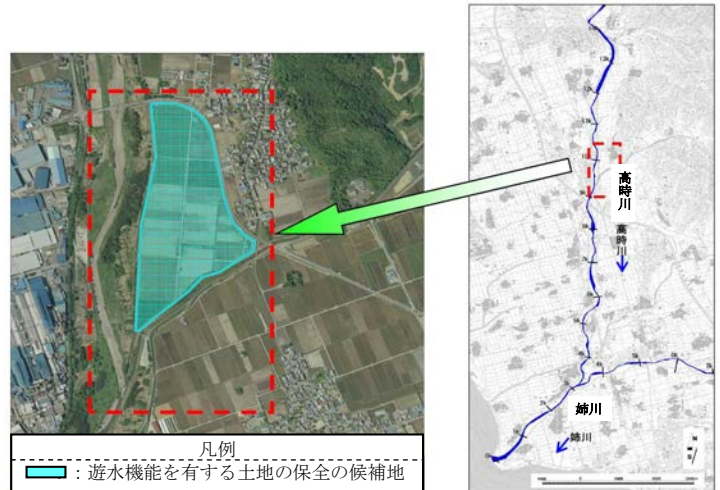 凡例
：遊水機能を有する土地の保全の候補地
高時川
高時川
姉川
姉川